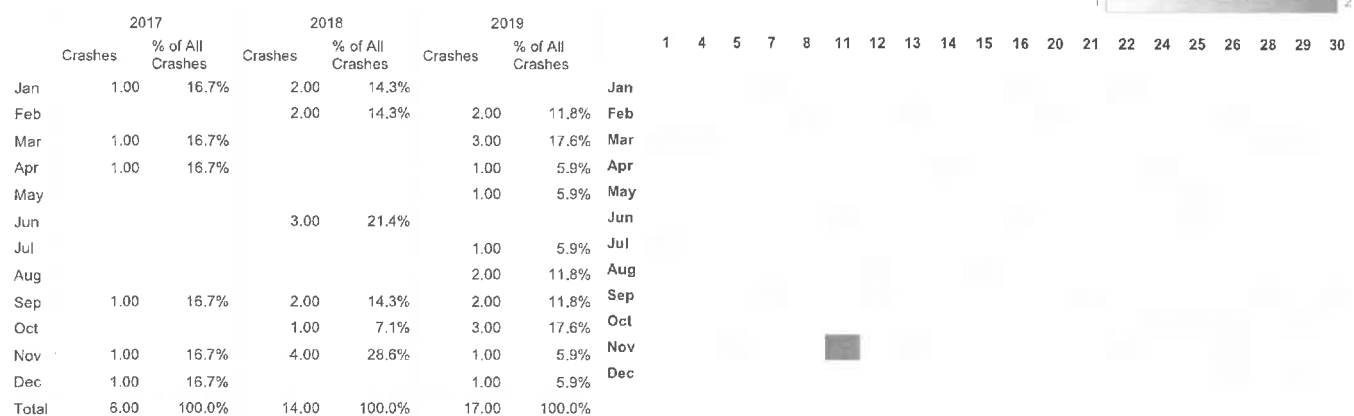 1 2
2017 2018 2019
Crashes % of All Crashes Crashes % of All Crashes Crashes % of All Crashes
1 4 5 7 8 11 12 13 14 15 16 20 21 22 24 25 26 28 29 30
Jan 1.00 16.7% 2.00 14.3% Jan
Feb 2.00 14.3% 2.00 11.8% Feb
Mar 1.00 16.7% 3.00 17.6% Mar
Apr 1.00 16.7% 1.00 5.9% Apr
May 1.00 5.9% May
Jun 3.00 21.4% Jun
Jul 1.00 5.9% Jul
Aug 2.00 11.8% Aug
Sep 1.00 16.7% 2.00 14.3% 2.00 11.8% Sep
Oct 1.00 7.1% 3.00 17.6% Oct
Nov 1.00 16.7% 4.00 28.6% 1.00 5.9% Nov
Dec 1.00 16.7% 1.00 5.9% Dec
Total 6.00 100.0% 14.00 100.0% 17.00 100.0%